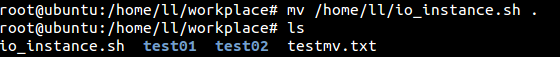 root@ubuntu:/home/ll/workplace# mv /home/ll/io_instance.sh .
root@ubuntu:/home/ll/workplace# ls
io_instance.sh  test01  test02  testmv.txt